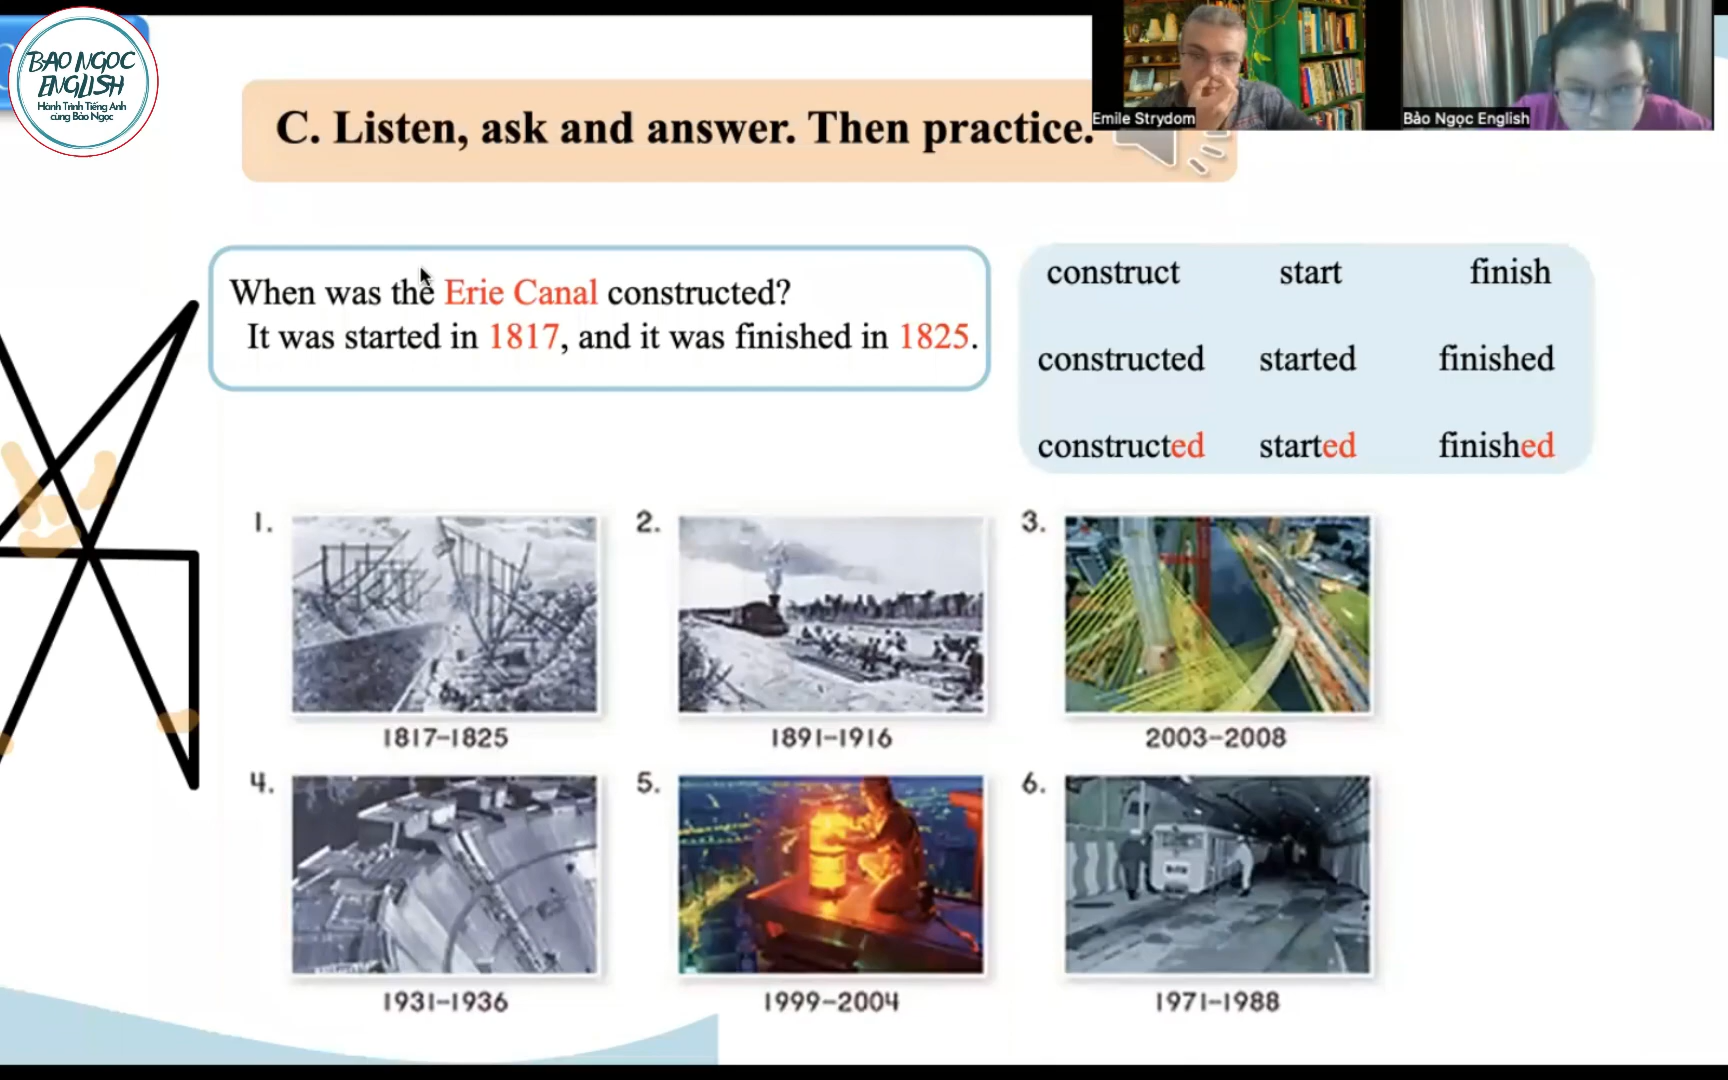 BAO NGOC
ENGLISH
Hành Trình Tiếng Anh
cùng Bảo Ngọc
Emile Strydom
Bảo Ngọc English
C. Listen, ask and answer. Then practice.
When was the Erie Canal constructed?
It was started in 1817, and it was finished in 1825.
construct start finish
constructed started finished
constructed started finished
1. 2. 3.
1817–1825 1891–1916 2003–2008
4. 5. 6.
1931–1936 1999–2004 1971–1988